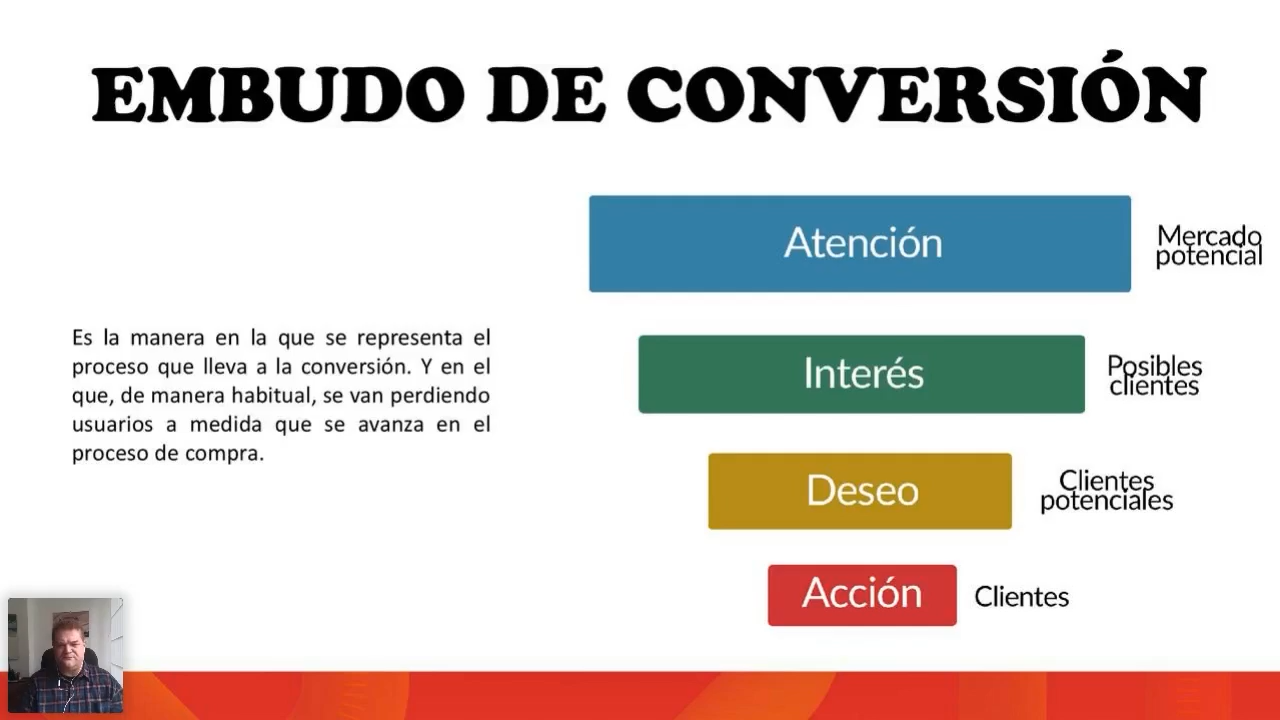 EMBUDO DE CONVERSIÓN
Es la manera en la que se representa el
proceso que lleva a la conversión. Y en el
que, de manera habitual, se van perdiendo
usuarios a medida que se avanza en el
proceso de compra.
Atención
Mercado
potencial
Interés
Posibles
clientes
Deseo
Clientes
potenciales
Acción
Clientes